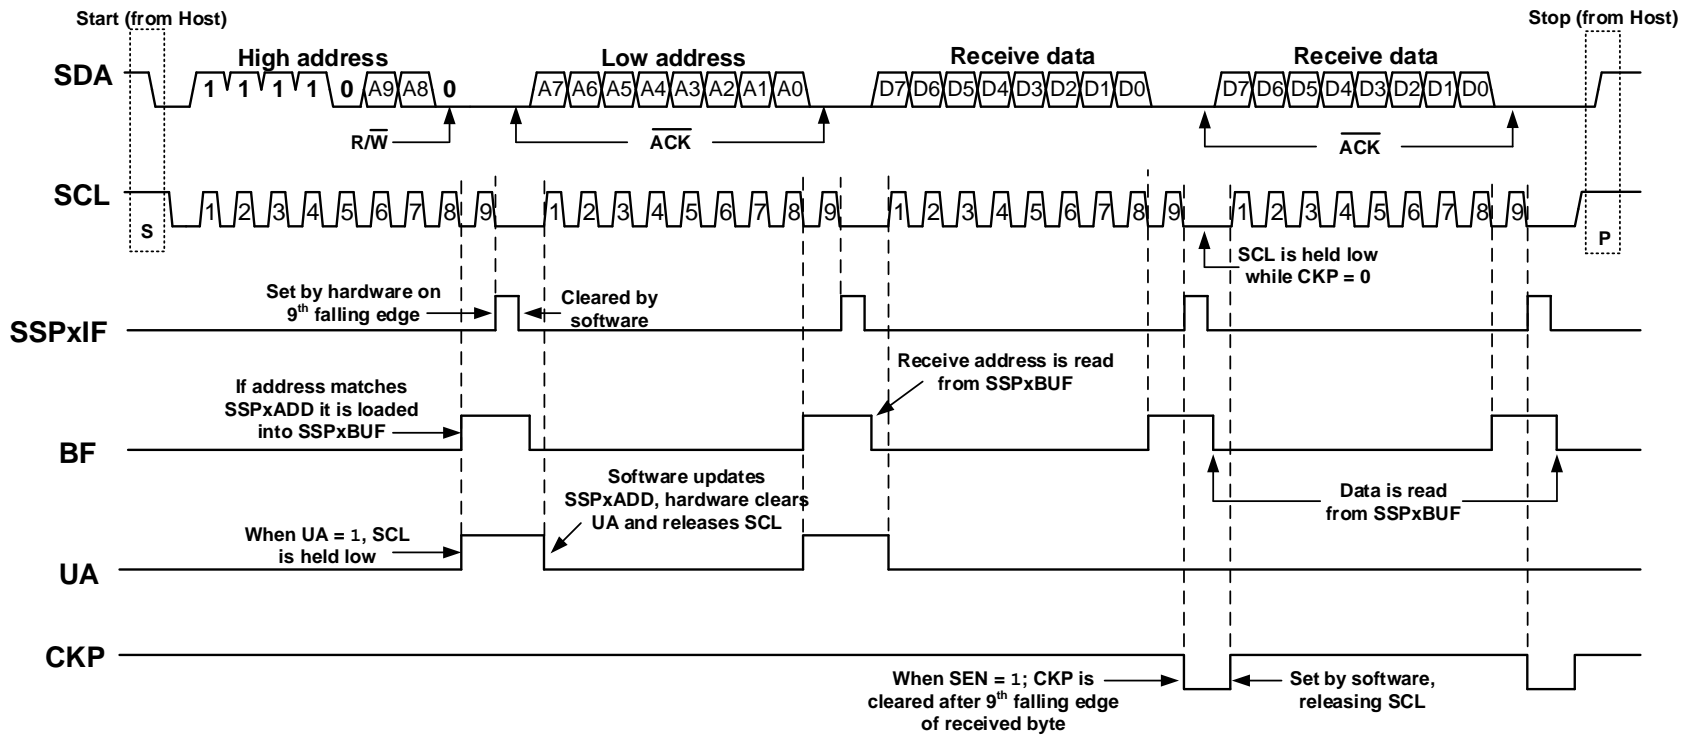 Start (from Host)
Stop (from Host)
High address
Low address
Receive data
Receive data
SDA
1 1 1 1 0 A9 A8 0
A7 A6 A5 A4 A3 A2 A1 A0
D7 D6 D5 D4 D3 D2 D1 D0
D7 D6 D5 D4 D3 D2 D1 D0
R/W̅
A̅C̅K̅
A̅C̅K̅
SCL
1 2 3 4 5 6 7 8 9
1 2 3 4 5 6 7 8 9
1 2 3 4 5 6 7 8 9
1 2 3 4 5 6 7 8 9
S
P
SCL is held low
while CKP = 0
Set by hardware on
9th falling edge
Cleared by
software
SSPxIF
If address matches
SSPxADD it is loaded
into SSPxBUF
Receive address is read
from SSPxBUF
BF
Software updates
SSPxADD, hardware clears
UA and releases SCL
Data is read
from SSPxBUF
When UA = 1, SCL
is held low
UA
CKP
When SEN = 1; CKP is
cleared after 9th falling edge
of received byte
Set by software,
releasing SCL